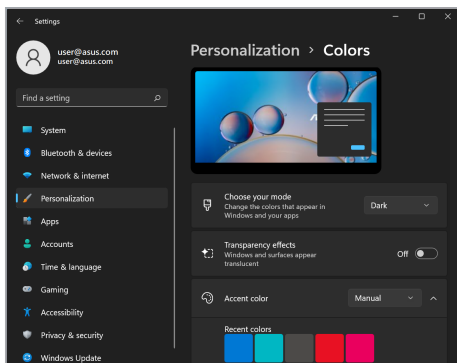 Settings
user@asus.com
user@asus.com
Find a setting
System
Bluetooth & devices
Network & internet
Personalization
Apps
Accounts
Time & language
Gaming
Accessibility
Privacy & security
Windows Update
Personalization > Colors
Choose your mode
Change the colors that appear in
Windows and your apps
Dark
Transparency effects
Windows and surfaces appear
translucent
Off
Accent color
Manual
Recent colors